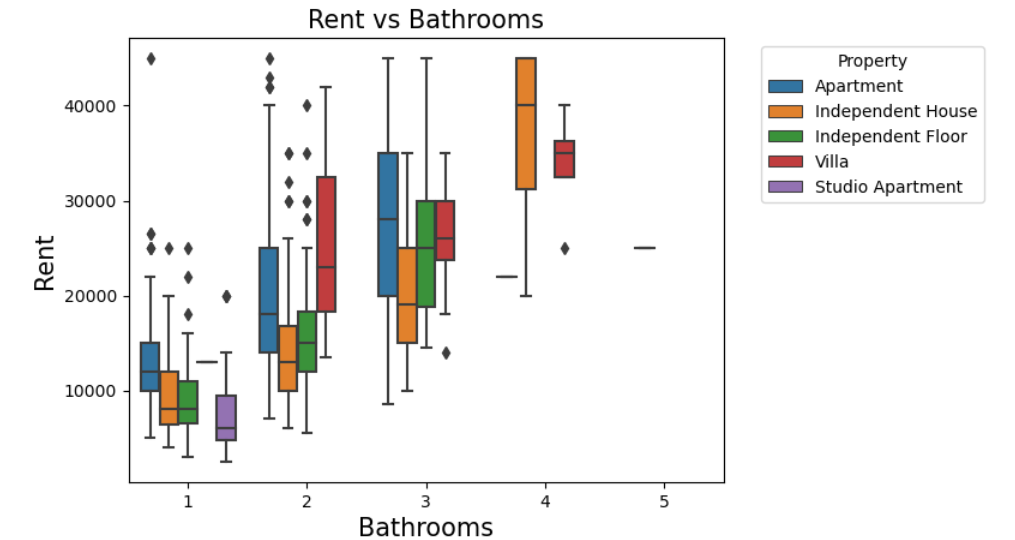 Rent vs Bathrooms
Property
Apartment
Independent House
Independent Floor
Villa
Studio Apartment
Rent
40000
30000
20000
10000
1 2 3 4 5
Bathrooms